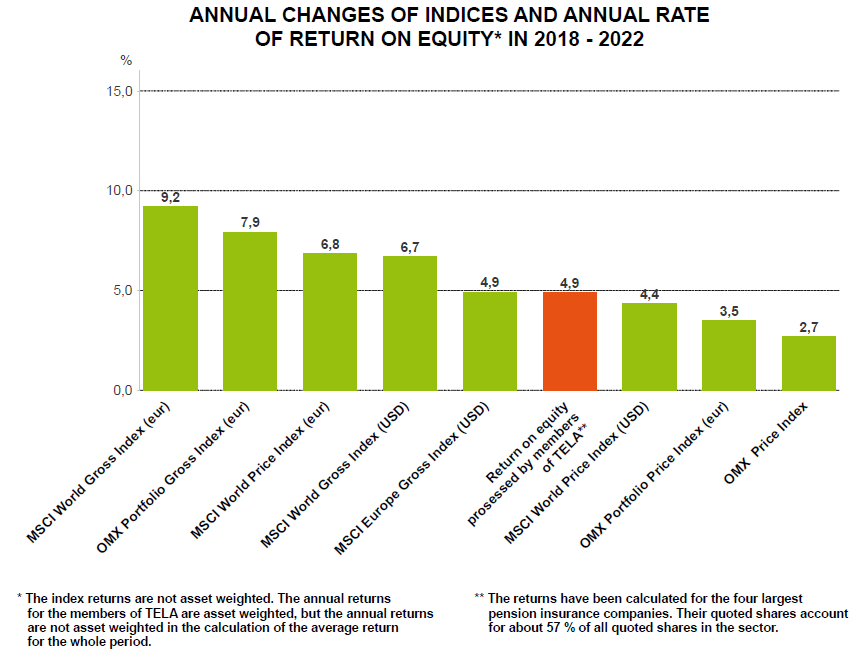 ANNUAL CHANGES OF INDICES AND ANNUAL RATE
OF RETURN ON EQUITY* IN 2018 - 2022
%
15,0
10,0
5,0
0,0
9,2
7,9
6,8
6,7
4,9
4,9
4,4
3,5
2,7
MSCI World Gross Index (eur)
OMX Portfolio Gross Index (eur)
MSCI World Price Index (eur)
MSCI World Gross Index (USD)
MSCI Europe Gross Index (USD)
Return on equity
prosessed by members
of TELA**
MSCI World Price Index (USD)
OMX Portfolio Price Index (eur)
OMX Price Index
* The index returns are not asset weighted. The annual returns
for the members of TELA are asset weighted, but the annual returns
are not asset weighted in the calculation of the average return
for the whole period.
** The returns have been calculated for the four largest
pension insurance companies. Their quoted shares account
for about 57 % of all quoted shares in the sector.